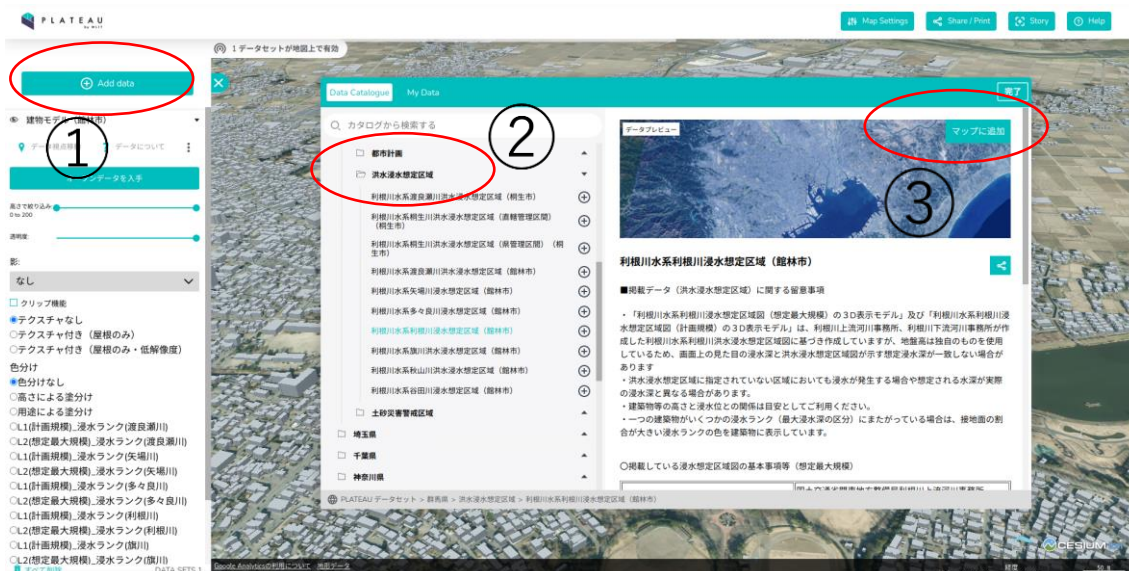 PLATEAU
by MLIT
Map Settings
Share / Print
Story
Help
1 データセットが地図上で有効
Add data
①
建物モデル（館林市）
データについて
データを入手
高さで絞り込み
0 to 200
透明度:
影:
なし
クリップ機能
テクスチャなし
テクスチャ付き（屋根のみ）
テクスチャ付き（屋根のみ・低解像度）
色分け
色分けなし
高さによる塗分け
用途による塗分け
L1(計画規模)_浸水ランク(渡良瀬川)
L2(想定最大規模)_浸水ランク(渡良瀬川)
L1(計画規模)_浸水ランク(矢場川)
L2(想定最大規模)_浸水ランク(矢場川)
L1(計画規模)_浸水ランク(多々良川)
L2(想定最大規模)_浸水ランク(多々良川)
L1(計画規模)_浸水ランク(利根川)
L2(想定最大規模)_浸水ランク(利根川)
L1(計画規模)_浸水ランク(旗川)
L2(想定最大規模)_浸水ランク(旗川)
すべて削除
DATA SETS 1
Data Catalogue
My Data
完了
カタログから検索する
②
都市計画
洪水浸水想定区域
利根川水系渡良瀬川洪水浸水想定区域（桐生市）
利根川水系桐生川洪水浸水想定区域（直轄管理区間）
（桐生市）
利根川水系桐生川洪水浸水想定区域（県管理区間）（桐
生市）
利根川水系渡良瀬川浸水想定区域（館林市）
利根川水系矢場川浸水想定区域（館林市）
利根川水系多々良川浸水想定区域（館林市）
利根川水系利根川浸水想定区域（館林市）
利根川水系旗川浸水想定区域（館林市）
利根川水系秋山川浸水想定区域（館林市）
利根川水系谷田川浸水想定区域（館林市）
土砂災害警戒区域
埼玉県
千葉県
神奈川県
データプレビュー
マップに追加
③
利根川水系利根川浸水想定区域（館林市）
■掲載データ（洪水浸水想定区域）に関する留意事項
・「利根川水系利根川浸水想定区域図（想定最大規模）の３Ｄ表示モデル」及び「利根川水系利根川浸
水想定区域図（計画規模）の３Ｄ表示モデル」は、利根川上流河川事務所、利根川下流河川事務所が作
成した利根川水系利根川洪水浸水想定区域図に基づき作成していますが、地盤高は独自のものを使用
しているため、画面上の見た目の浸水深と洪水浸水想定区域図が示す想定浸水深が一致しない場合が
あります
・洪水浸水想定区域に指定されていない区域においても浸水が発生する場合や想定される水深が実際
の浸水深と異なる場合があります。
・建築物等の高さと浸水位との関係は目安としてご利用ください。
・一つの建築物がいくつかの浸水ランク（最大浸水深の区分）にまたがっている場合は、接地面の割
合が大きい浸水ランクの色を建築物に表示しています。
〇掲載している浸水想定区域図の基本事項等（想定最大規模）
PLATEAU データセット > 群馬県 > 洪水浸水想定区域 > 利根川水系利根川浸水想定区域（館林市）
CESIUM
Google Analyticsの利用について 地図データ